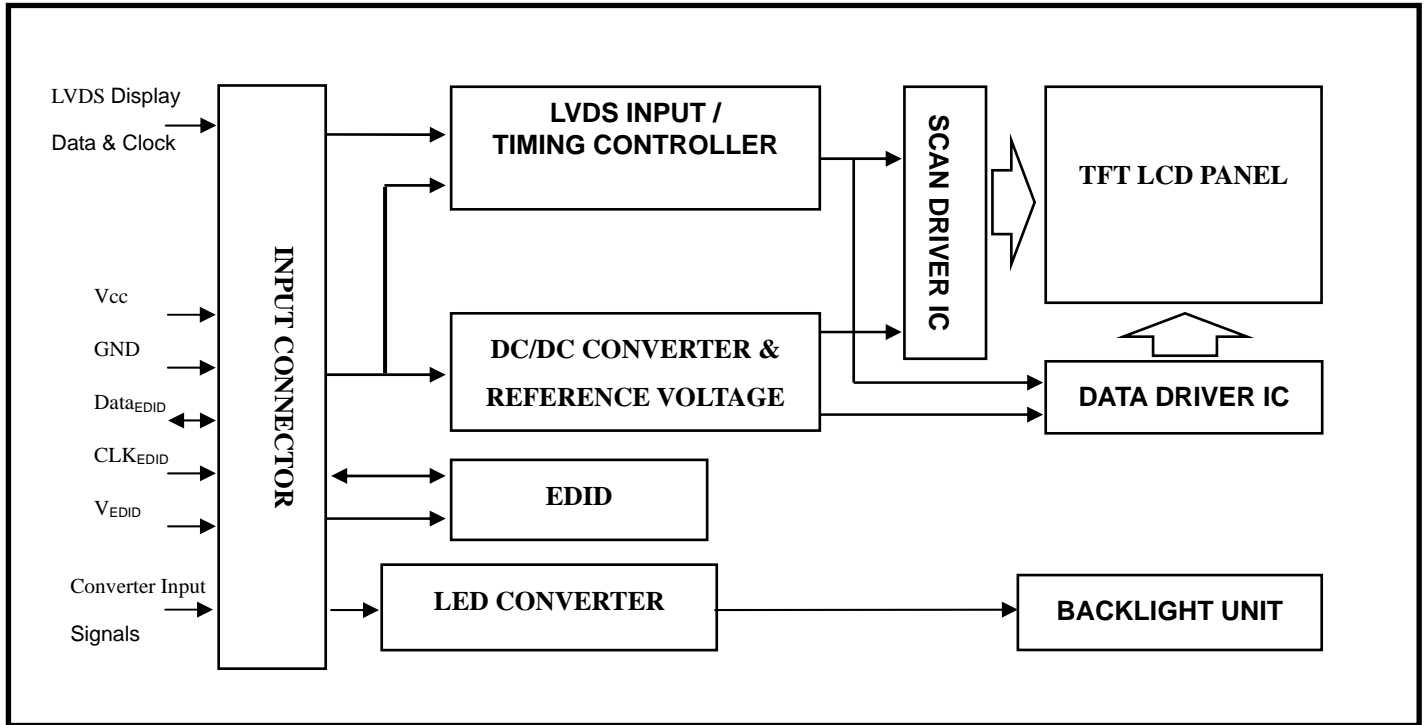 LVDS Display
Data & Clock
Vcc
GND
DataEDID
CLKEDID
VEDID
Converter Input
Signals
INPUT CONNECTOR
LVDS INPUT /
TIMING CONTROLLER
DC/DC CONVERTER &
REFERENCE VOLTAGE
EDID
LED CONVERTER
SCAN DRIVER IC
TFT LCD PANEL
DATA DRIVER IC
BACKLIGHT UNIT